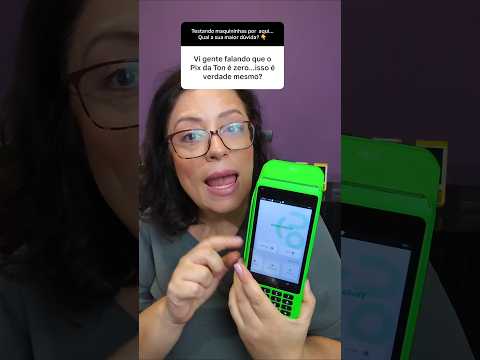 Testando maquininhas por aqui...
Qual a sua maior dúvida? 👇
Vi gente falando que o
Pix da Ton é zero...isso é
verdade mesmo?